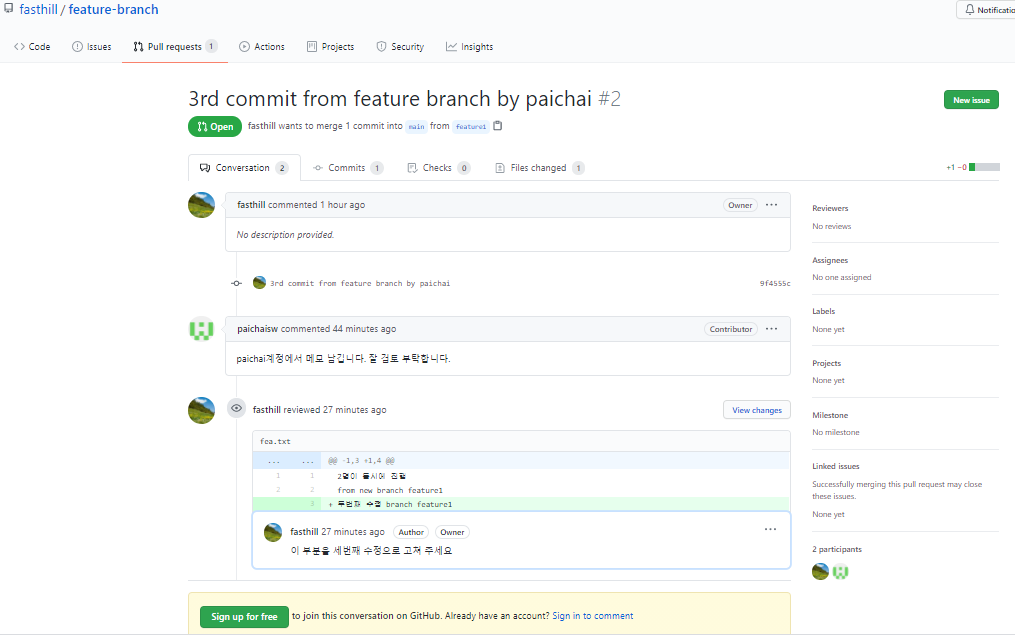 fasthill / feature-branch
Notificatio
Code Issues Pull requests 1 Actions Projects Security Insights
3rd commit from feature branch by paichai #2
New issue
Open fasthill wants to merge 1 commit into main from feature1
Conversation 2 Commits 1 Checks 0 Files changed 1 +1 −0
fasthill commented 1 hour ago Owner ...
No description provided.
3rd commit from feature branch by paichai 9f4555c
paichaisw commented 44 minutes ago Contributor ...
paichai계정에서 메모 남깁니다. 잘 검토 부탁합니다.
fasthill reviewed 27 minutes ago View changes
fea.txt
... ... @@ -1,3 +1,4 @@
1 1 2명이 동시에 진행
2 2 from new branch feature1
3 + 두번째 수정 branch feature1
fasthill 27 minutes ago Author Owner ...
이 부분을 세번째 수정으로 고쳐 주세요
Reviewers
No reviews
Assignees
No one assigned
Labels
None yet
Projects
None yet
Milestone
No milestone
Linked issues
Successfully merging this pull request may close
these issues.
None yet
2 participants
Sign up for free to join this conversation on GitHub. Already have an account? Sign in to comment